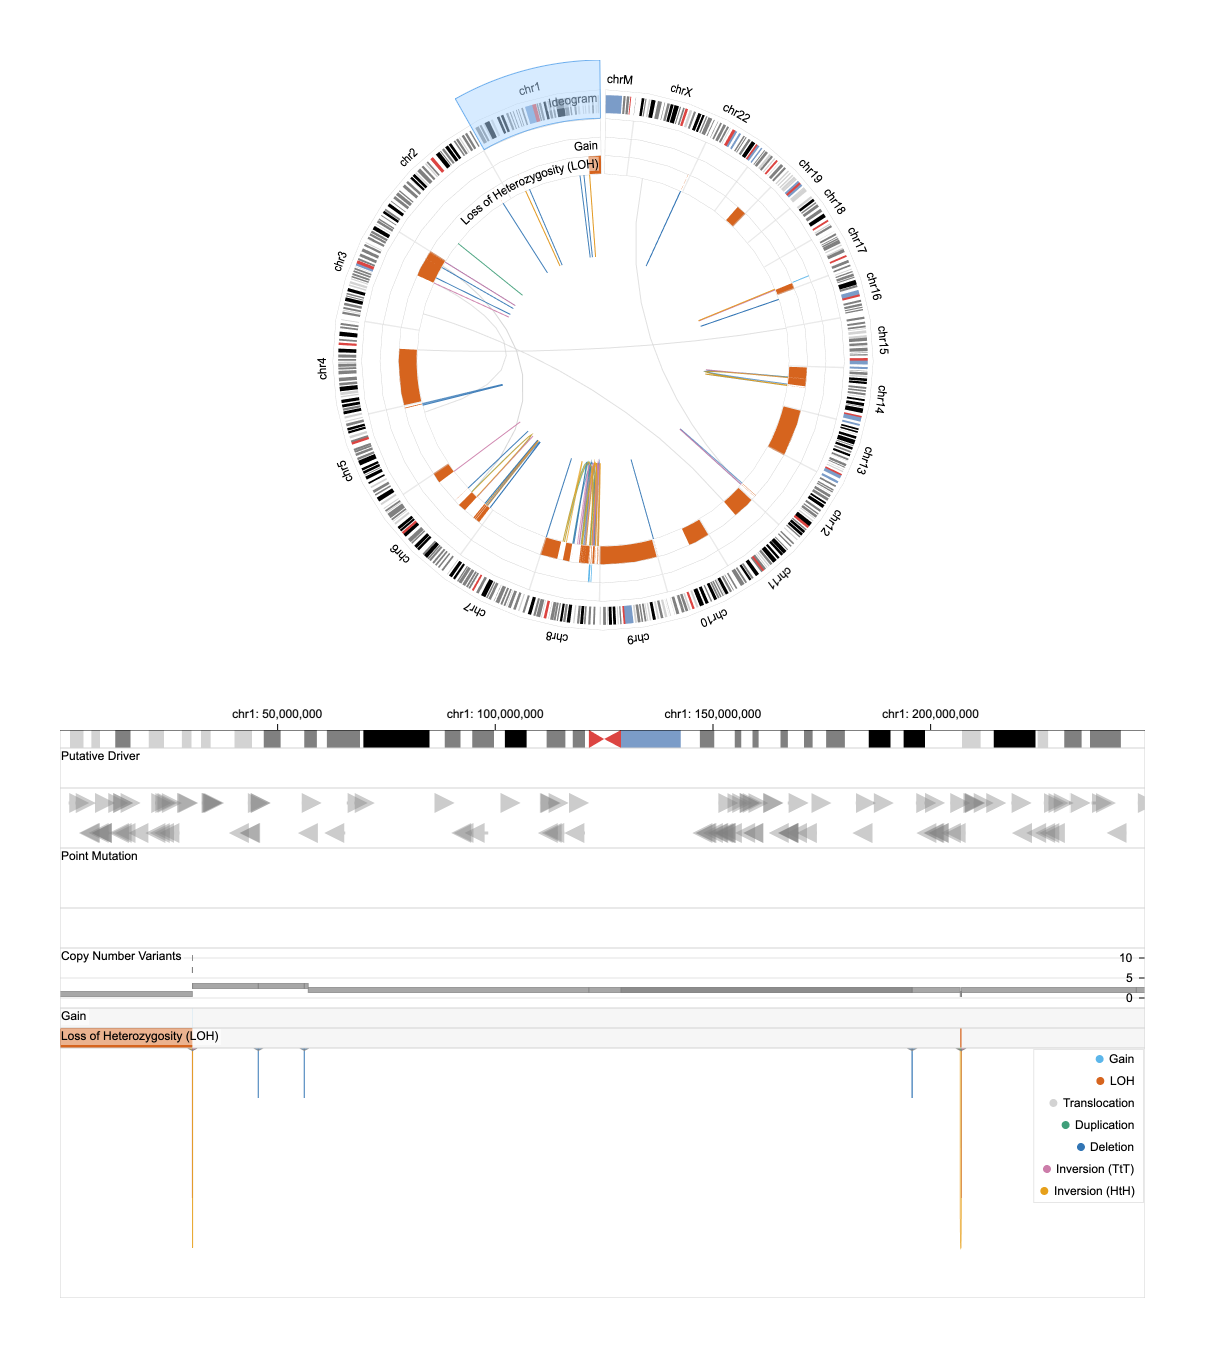 chrM
chrX
chr22
chr19
chr18
chr17
chr16
chr15
chr14
chr13
chr12
chr11
chr10
chr9
chr8
chr7
chr6
chr5
chr4
chr3
chr2
chr1
Ideogram
Gain
Loss of Heterozygosity (LOH)
chr1: 50,000,000
chr1: 100,000,000
chr1: 150,000,000
chr1: 200,000,000
Putative Driver
Point Mutation
Copy Number Variants
10
5
0
Gain
Loss of Heterozygosity (LOH)
Gain
LOH
Translocation
Duplication
Deletion
Inversion (TtT)
Inversion (HtH)